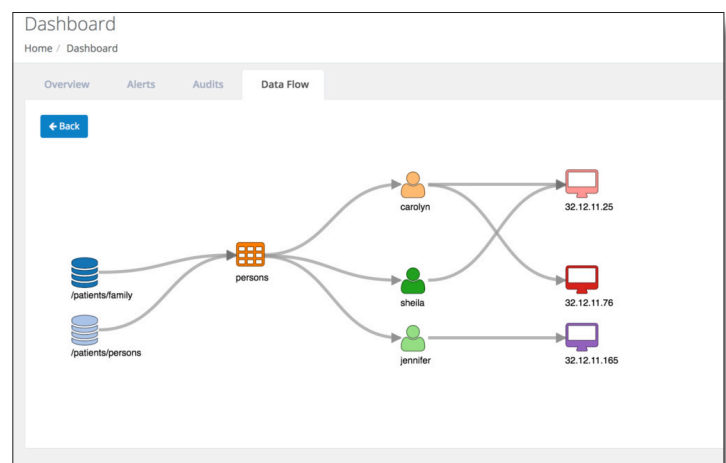 Dashboard
Home / Dashboard
Overview Alerts Audits Data Flow
Back
carolyn
32.12.11.25
persons
/patients/family
sheila
32.12.11.76
/patients/persons
jennifer
32.12.11.165